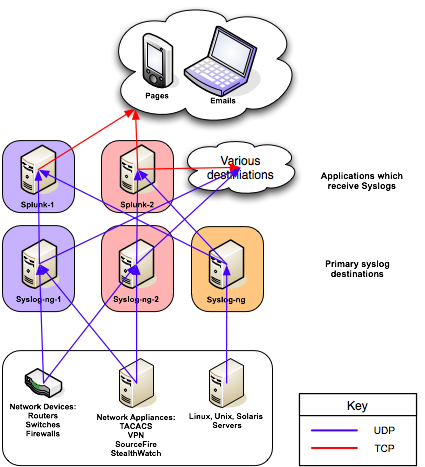 Pages
Emails
Splunk-1
Splunk-2
Various
destinations
Applications which
receive Syslogs
Syslog-ng-1
Syslog-ng-2
Syslog-ng
Primary syslog
destinations
Network Devices:
Routers
Switches
Firewalls
Network Appliances:
TACACS
VPN
SourceFire
StealthWatch
Linux, Unix, Solaris
Servers
Key
UDP
TCP